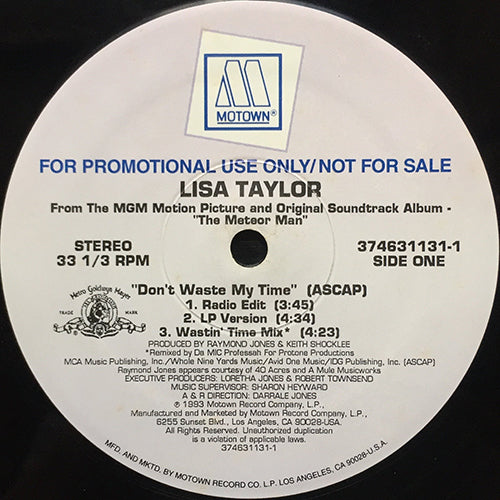 M
MOTOWN®
FOR PROMOTIONAL USE ONLY/NOT FOR SALE
LISA TAYLOR
From The MGM Motion Picture and Original Soundtrack Album -
"The Meteor Man"
STEREO
33 1/3 RPM
374631131-1
SIDE ONE
Metro Goldwyn Mayer
TRADE MARK
"Don't Waste My Time" (ASCAP)
1. Radio Edit (3:45)
2. LP Version (4:34)
3. Wastin' Time Mix* (4:23)
PRODUCED BY RAYMOND JONES & KEITH SHOCKLEE
*Remixed by Da MIC Professah For Protone Productions
MCA Music Publishing, Inc./Whole Nine Yards Music/Avid One Music/IDG Publishing, Inc. (ASCAP)
Raymond Jones appears courtesy of 40 Acres and A Mule Musicworks
EXECUTIVE PRODUCERS: LORETHA JONES & ROBERT TOWNSEND
MUSIC SUPERVISOR: SHARON HEYWARD
A & R DIRECTION: DARRALE JONES
℗ 1993 Motown Record Company, L.P.,
Manufactured and Marketed by Motown Record Company, L.P.,
6255 Sunset Blvd., Los Angeles, CA 90028-USA.
All Rights Reserved. Unauthorized duplication
is a violation of applicable laws.
374631131-1
MFD. AND MKTD. BY MOTOWN RECORD CO. L.P. LOS ANGELES, CA 90028-U.S.A.